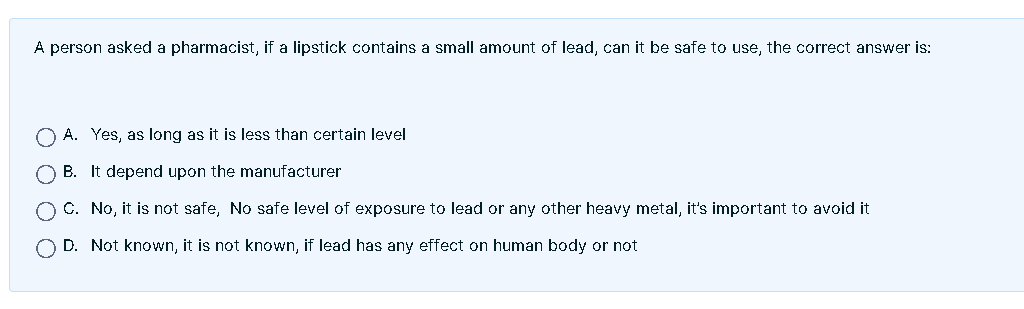 A person asked a pharmacist, if a lipstick contains a small amount of lead, can it be safe to use, the correct answer is:
A. Yes, as long as it is less than certain level
B. It depend upon the manufacturer
C. No, it is not safe, No safe level of exposure to lead or any other heavy metal, it's important to avoid it
D. Not known, it is not known, if lead has any effect on human body or not